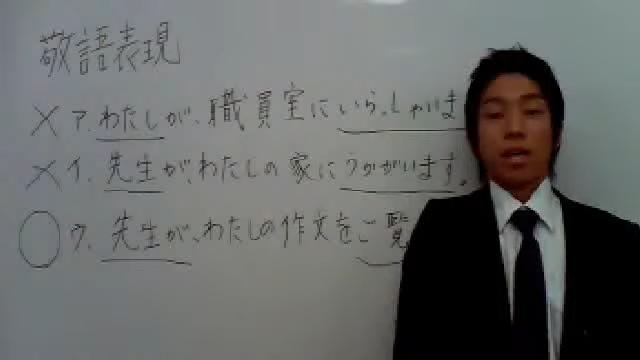 敬語表現
× ア. わたしが、職員室にいらっしゃいま
× イ. 先生が、わたしの家にうかがいます。
○ ウ. 先生が、わたしの作文をご覧